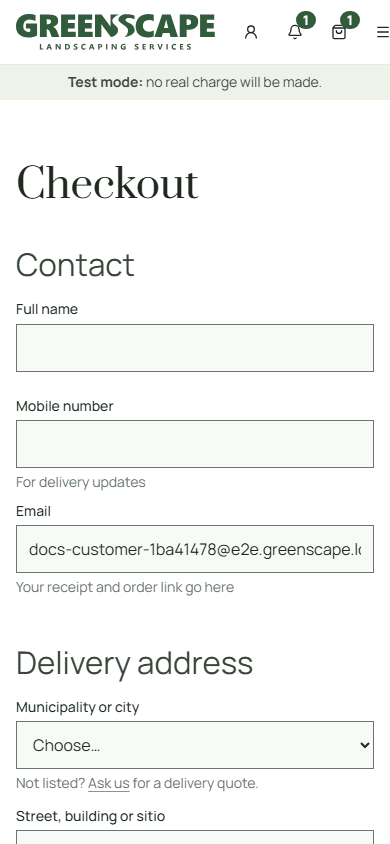 GREENSCAPE
LANDSCAPING SERVICES
1
1
Test mode: no real charge will be made.
Checkout
Contact
Full name
Mobile number
For delivery updates
Email
docs-customer-1ba41478@e2e.greenscape.lo
Your receipt and order link go here
Delivery address
Municipality or city
Choose...
Not listed? Ask us for a delivery quote.
Street, building or sitio